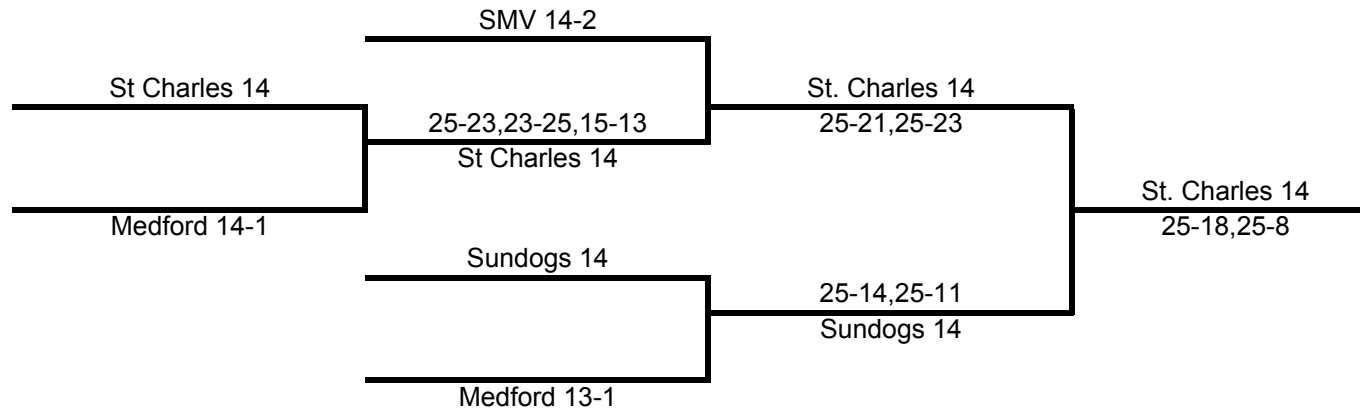 SMV 14-2
St Charles 14
St. Charles 14
25-23,23-25,15-13
25-21,25-23
St Charles 14
St. Charles 14
Medford 14-1
25-18,25-8
Sundogs 14
25-14,25-11
Sundogs 14
Medford 13-1